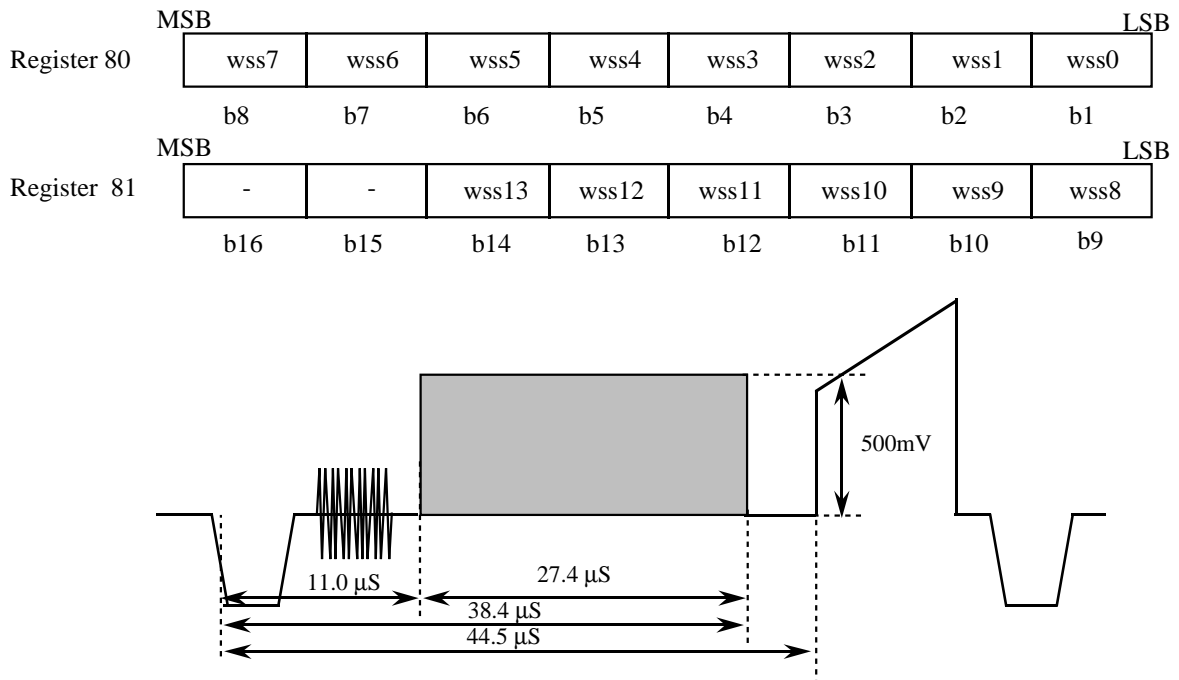 MSB LSB
Register 80 wss7 wss6 wss5 wss4 wss3 wss2 wss1 wss0
b8 b7 b6 b5 b4 b3 b2 b1
MSB LSB
Register 81 - - wss13 wss12 wss11 wss10 wss9 wss8
b16 b15 b14 b13 b12 b11 b10 b9
500mV
11.0 µS 27.4 µS
38.4 µS
44.5 µS